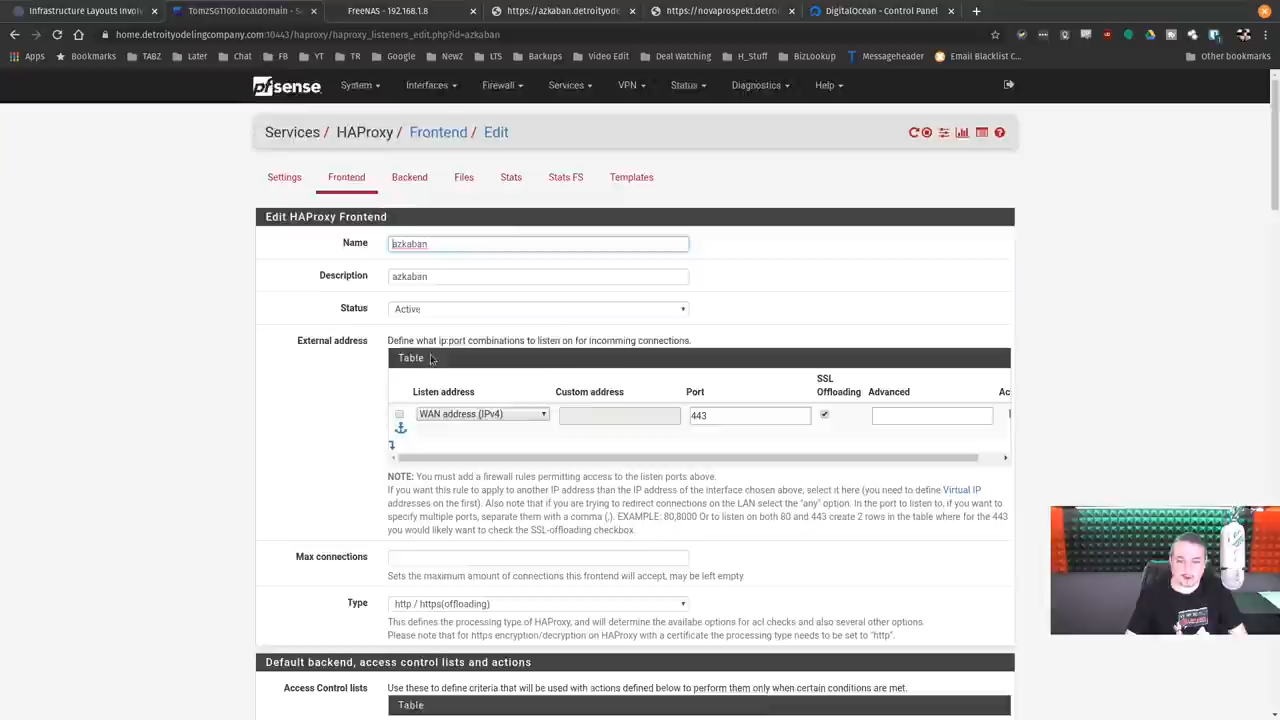 Infrastructure Layouts Involv
TomzSG100.localdomain - S
FreeNAS - 192.168.1.8
https://azkaban.detroityode
https://novaprospekt.detroi
DigitalOcean - Control Panel
home.detroityodelingcompany.com:10443/haproxy/haproxy_listeners_edit.php?id=azkaban
Apps Bookmarks TABZ Later Chat FB YT TR Google Newz LTS Backups Video Edit Deal Watching H_Stuff BizLookup Messageheader Email Blacklist C... Other bookmarks
pfsense System Interfaces Firewall Services VPN Status Diagnostics Help
Services / HAProxy / Frontend / Edit
Settings Frontend Backend Files Stats Stats FS Templates
Edit HAProxy Frontend
Name azkaban
Description azkaban
Status Active
External address Define what ip:port combinations to listen on for incomming connections.
Table
Listen address Custom address Port SSL Offloading Advanced Ac
WAN address (IPv4) 443
NOTE: You must add a firewall rules permitting access to the listen ports above.
If you want this rule to apply to another IP address than the IP address of the interface chosen above, select it here (you need to define Virtual IP
addresses on the first). Also note that if you are trying to redirect connections on the LAN select the "any" option. In the port to listen to, if you want to
specify multiple ports, separate them with a comma (,). EXAMPLE: 80,8000 Or to listen on both 80 and 443 create 2 rows in the table where for the 443
you would likely want to check the SSL-offloading checkbox.
Max connections
Sets the maximum amount of connections this frontend will accept, may be left empty
Type http / https(offloading)
This defines the processing type of HAProxy, and will determine the availabe options for acl checks and also several other options.
Please note that for https encryption/decryption on HAProxy with a certificate the processing type needs to be set to "http".
Default backend, access control lists and actions
Access Control lists Use these to define criteria that will be used with actions defined below to perform them only when certain conditions are met.
Table